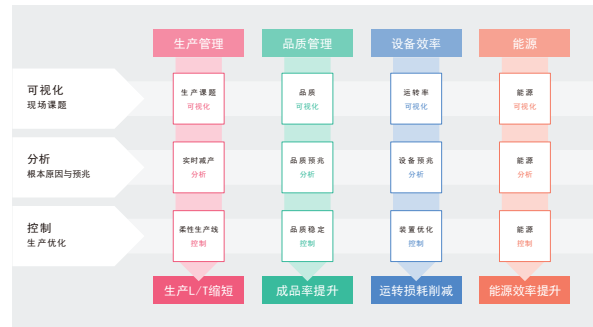 生产管理
品质管理
设备效率
能源
可视化
现场课题
生产课题
可视化
品质
可视化
运转率
可视化
能源
可视化
分析
根本原因与预兆
实时减产
分析
品质预兆
分析
设备预兆
分析
能源
分析
控制
生产优化
柔性生产线
控制
品质稳定
控制
装置优化
控制
能源
控制
生产L/T缩短
成品率提升
运转损耗削减
能源效率提升